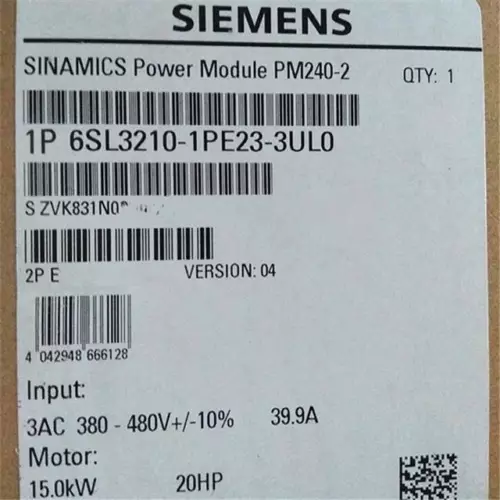 SIEMENS
SINAMICS Power Module PM240-2 QTY: 1
1P 6SL3210-1PE23-3UL0
S ZVK831N0
2P E VERSION: 04
4 042948 666128
Input:
3AC 380 - 480V+/-10% 39.9A
Motor:
15.0kW 20HP